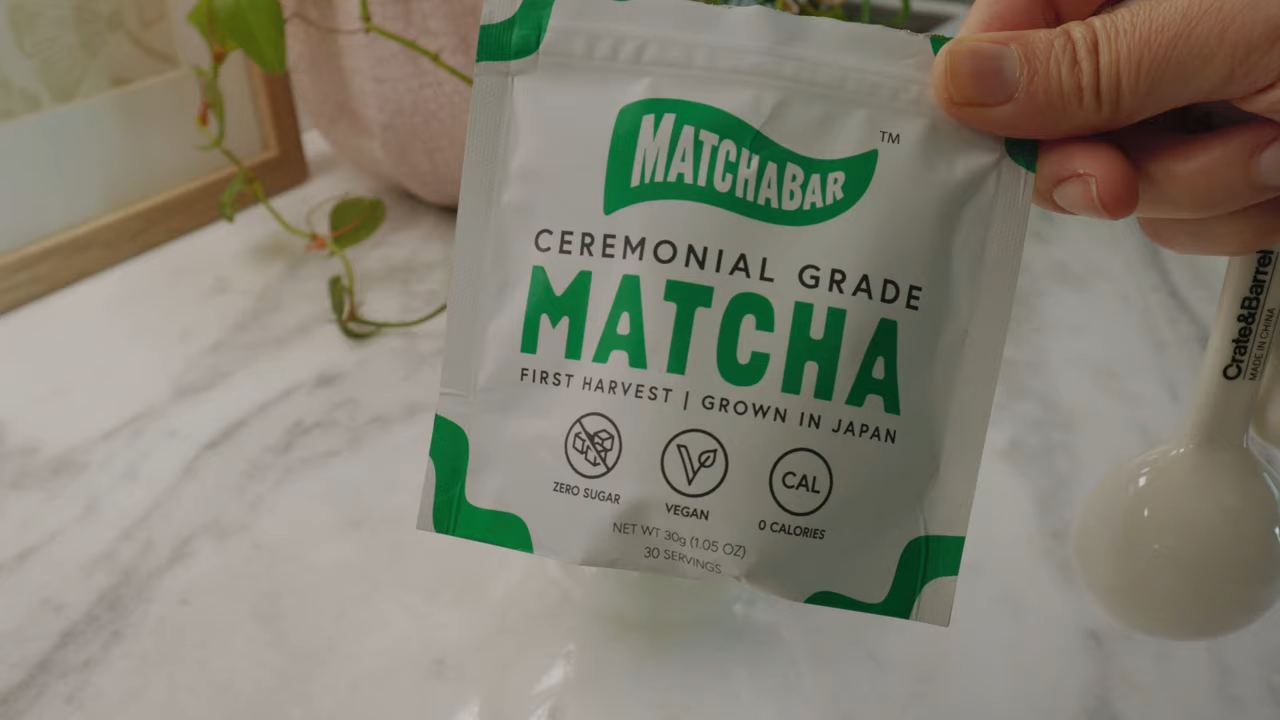 MATCHABAR
TM
CEREMONIAL GRADE
MATCHA
FIRST HARVEST | GROWN IN JAPAN
CAL
ZERO SUGAR
VEGAN
0 CALORIES
NET WT 30g (1.05 OZ)
30 SERVINGS
Crate&Barrel
MADE IN CHINA